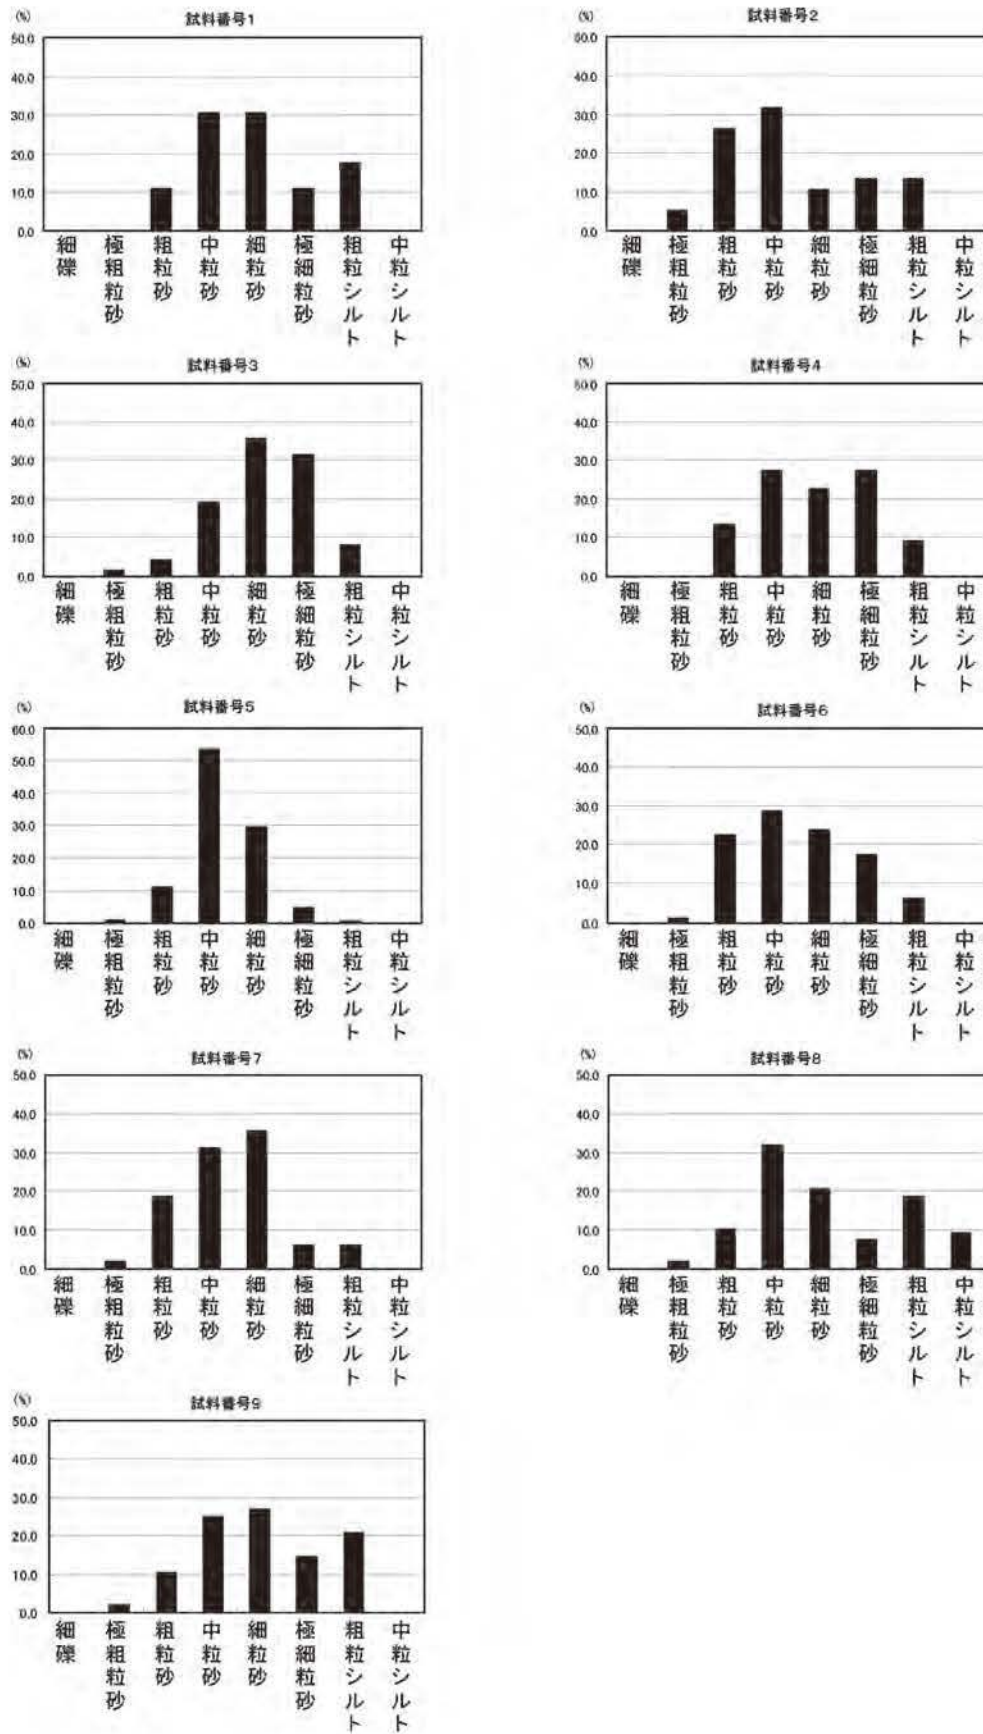 (%)
試料番号1
50.0
40.0
30.0
20.0
10.0
0.0
細礫
極粗粒砂
粗粒砂
中粒砂
細粒砂
極細粒砂
粗粒シルト
中粒シルト
(%)
試料番号2
50.0
40.0
30.0
20.0
10.0
0.0
細礫
極粗粒砂
粗粒砂
中粒砂
細粒砂
極細粒砂
粗粒シルト
中粒シルト
(%)
試料番号3
50.0
40.0
30.0
20.0
10.0
0.0
細礫
極粗粒砂
粗粒砂
中粒砂
細粒砂
極細粒砂
粗粒シルト
中粒シルト
(%)
試料番号4
50.0
40.0
30.0
20.0
10.0
0.0
細礫
極粗粒砂
粗粒砂
中粒砂
細粒砂
極細粒砂
粗粒シルト
中粒シルト
(%)
試料番号5
60.0
50.0
40.0
30.0
20.0
10.0
0.0
細礫
極粗粒砂
粗粒砂
中粒砂
細粒砂
極細粒砂
粗粒シルト
中粒シルト
(%)
試料番号6
50.0
40.0
30.0
20.0
10.0
0.0
細礫
極粗粒砂
粗粒砂
中粒砂
細粒砂
極細粒砂
粗粒シルト
中粒シルト
(%)
試料番号7
50.0
40.0
30.0
20.0
10.0
0.0
細礫
極粗粒砂
粗粒砂
中粒砂
細粒砂
極細粒砂
粗粒シルト
中粒シルト
(%)
試料番号8
50.0
40.0
30.0
20.0
10.0
0.0
細礫
極粗粒砂
粗粒砂
中粒砂
細粒砂
極細粒砂
粗粒シルト
中粒シルト
(%)
試料番号9
50.0
40.0
30.0
20.0
10.0
0.0
細礫
極粗粒砂
粗粒砂
中粒砂
細粒砂
極細粒砂
粗粒シルト
中粒シルト